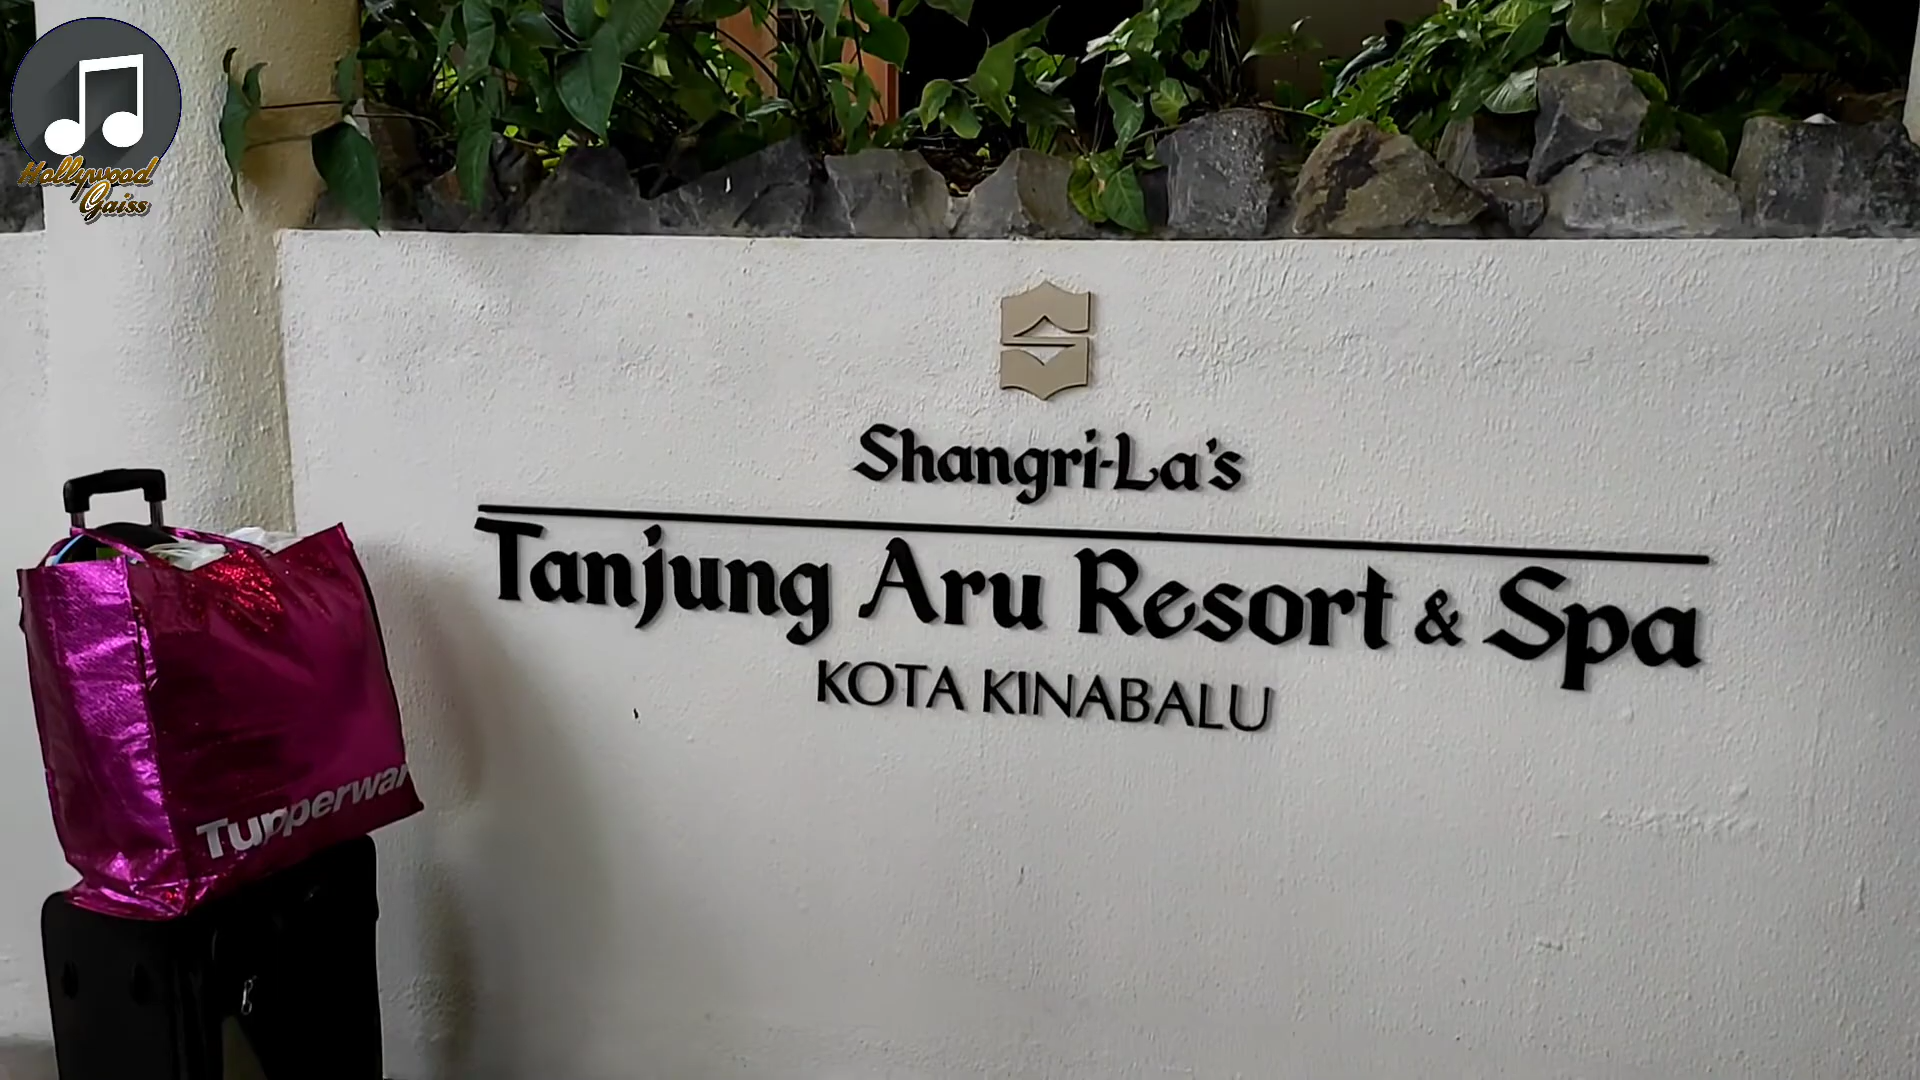 Hollywood
Gaiss
Shangri-La's
Tanjung Aru Resort & Spa
KOTA KINABALU
Tupperwar